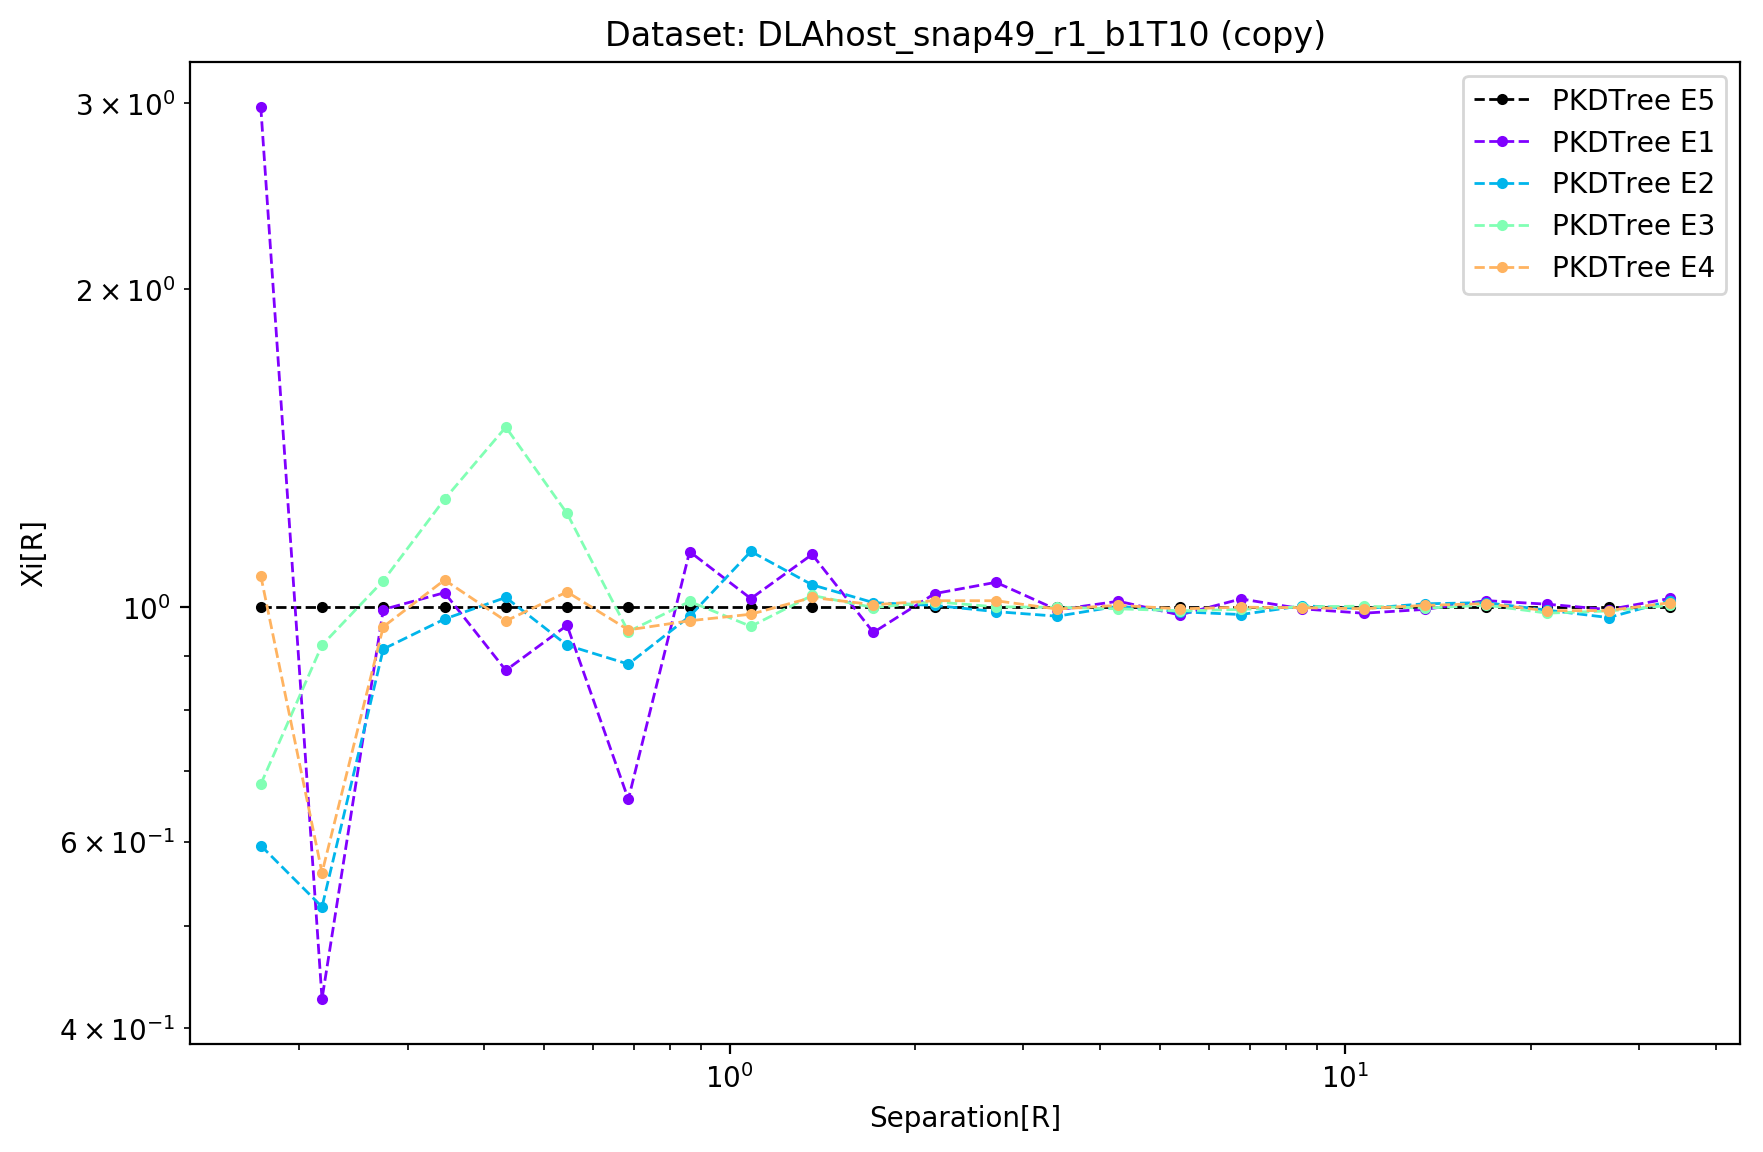 Dataset: DLAhost_snap49_r1_b1T10 (copy)
3 × 10⁰
2 × 10⁰
10⁰
6 × 10⁻¹
4 × 10⁻¹
Xi[R]
PKDTree E5
PKDTree E1
PKDTree E2
PKDTree E3
PKDTree E4
10⁰ 10¹
Separation[R]